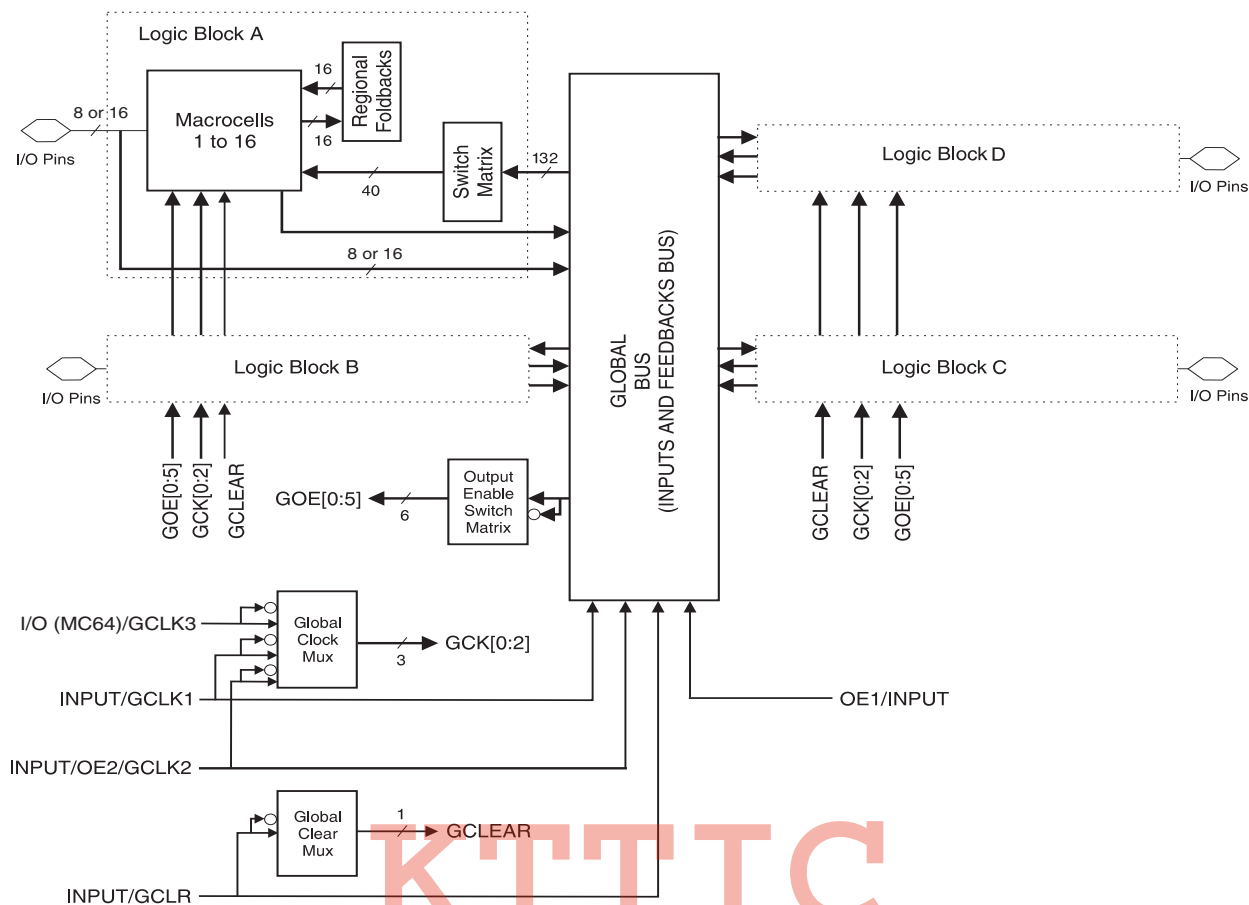 Logic Block A
8 or 16
I/O Pins
Macrocells
1 to 16
16
16
Regional
Foldbacks
40
Switch
Matrix
132
8 or 16
GLOBAL
BUS
(INPUTS AND FEEDBACKS BUS)
Logic Block D
I/O Pins
Logic Block B
I/O Pins
Logic Block C
I/O Pins
GOE[0:5]
GCK[0:2]
GCLEAR
GCLEAR
GCK[0:2]
GOE[0:5]
GOE[0:5]
6
Output
Enable
Switch
Matrix
I/O (MC64)/GCLK3
Global
Clock
Mux
3
GCK[0:2]
INPUT/GCLK1
OE1/INPUT
INPUT/OE2/GCLK2
Global
Clear
Mux
1
GCLEAR
INPUT/GCLR
KTTIC